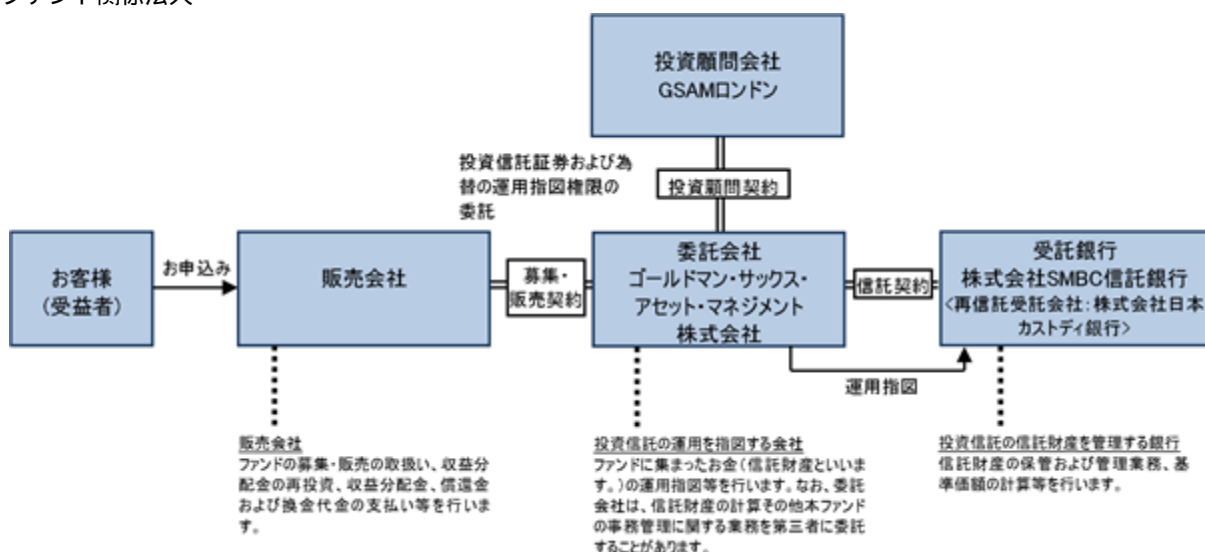 ファンド関係法人
投資顧問会社
GSAMロンドン
投資信託証券および為
替の運用指図権限の
委託
投資顧問契約
お客様
(受益者)
お申込み
販売会社
募集・
販売契約
委託会社
ゴールドマン・サックス・
アセット・マネジメント
株式会社
信託契約
受託銀行
株式会社SMBC信託銀行
<再信託受託会社:株式会社日本
カストディ銀行>
運用指図
販売会社
ファンドの募集・販売の取扱い、収益分
配金の再投資、収益分配金、償還金
および換金代金の支払い等を行いま
す。
投資信託の運用を指図する会社
ファンドに集まったお金(信託財産といいま
す。)の運用指図等を行います。なお、委託
会社は、信託財産の計算その他本ファンド
の事務管理に関する業務を第三者に委託
することがあります。
投資信託の信託財産を管理する銀行
信託財産の保管および管理業務、基
準価額の計算等を行います。